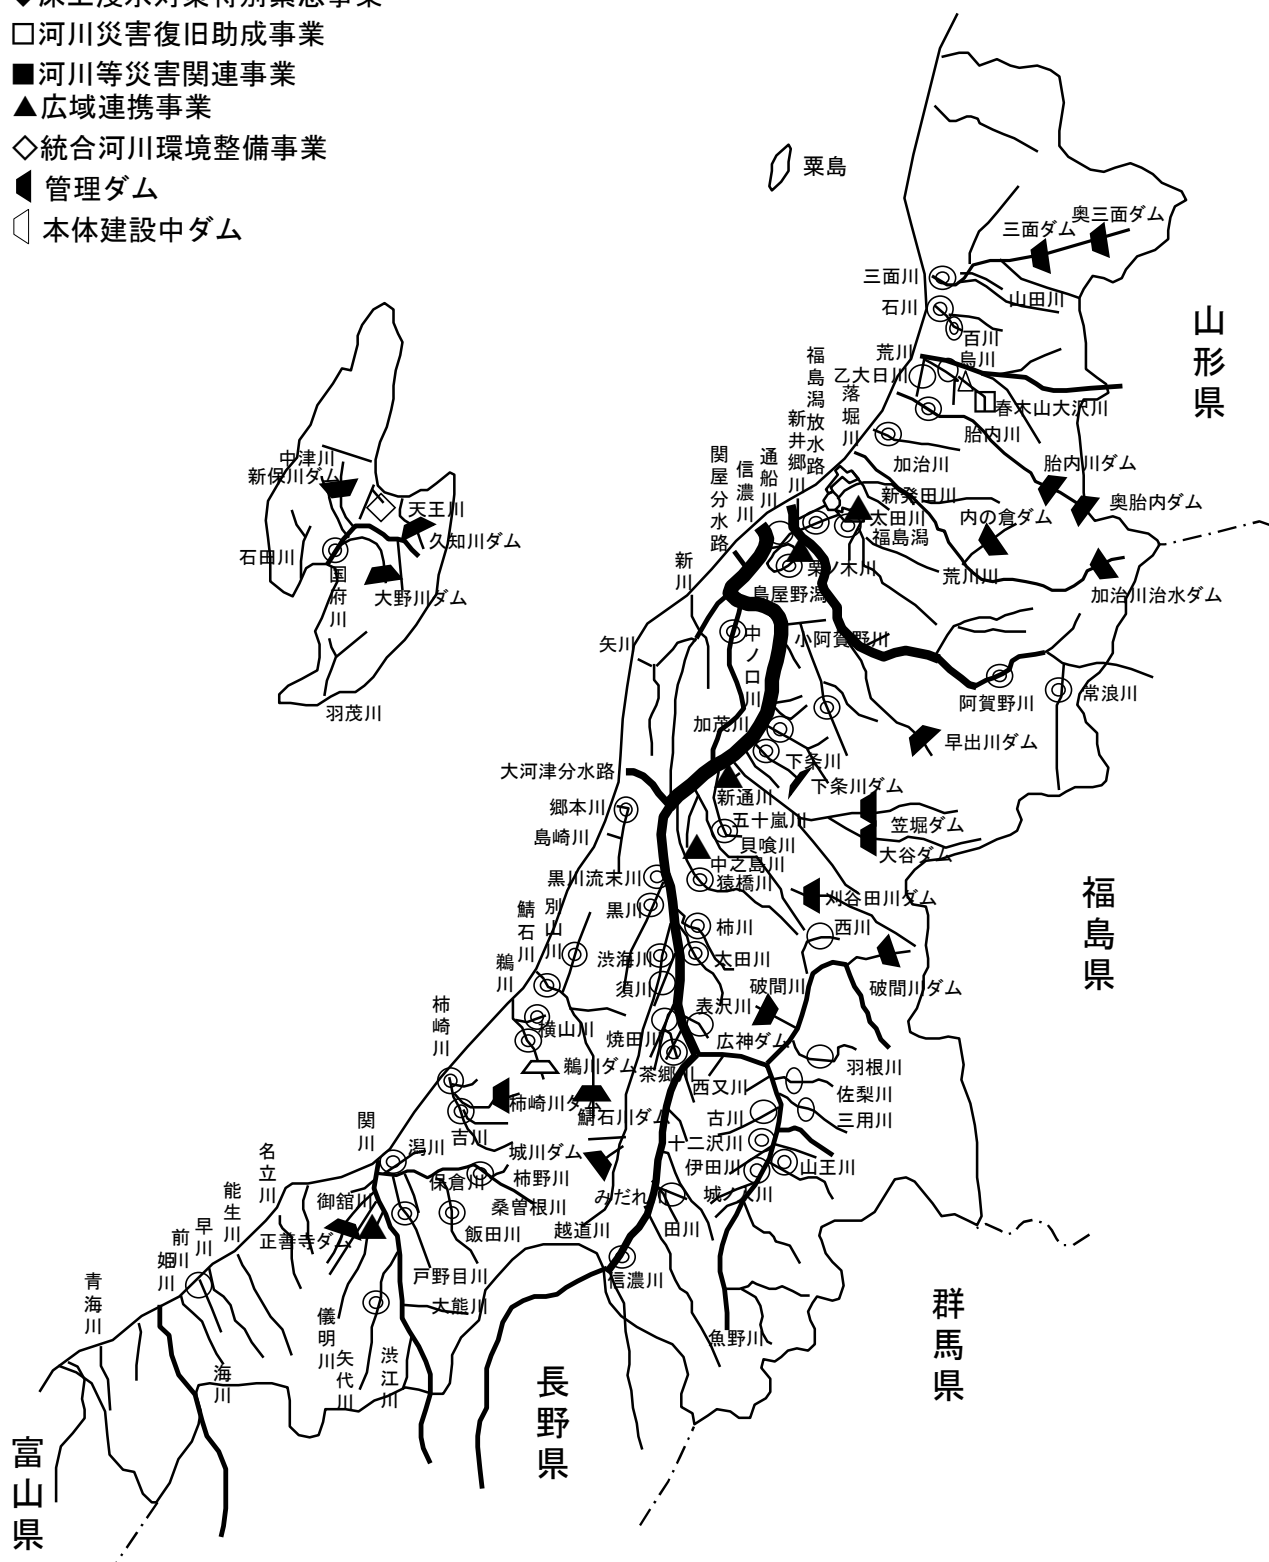 ◆床上浸水対策特別緊急事業
□河川災害復旧助成事業
■河川等災害関連事業
▲広域連携事業
◇統合河川環境整備事業
管理ダム
本体建設中ダム
粟島
奥三面ダム
三面ダム
三面川
山田川
石川
百川
荒川
烏川
乙大日川
春木山大沢川
胎内川
落堀川
福島潟放水路
新井郷川
通船川
信濃川
関屋分水路
加治川
胎内川ダム
奥胎内ダム
新発田川
太田川
福島潟
内の倉ダム
荒川川
加治川治水ダム
栗ノ木川
鳥屋野潟
新川
矢川
中ノ口川
小阿賀野川
阿賀野川
常浪川
早出川ダム
加茂川
下条川
下条川ダム
大河津分水路
新通川
郷本川
五十嵐川
島崎川
貝喰川
笠堀ダム
大谷ダム
中之島川
猿橋川
黒川流末川
黒川
刈谷田川ダム
西川
柿川
太田川
渋海川
須川
別山川
鯖石川
鵜川
柿崎川
破間川
破間川ダム
表沢川
広神ダム
横山川
焼田川
鵜川ダム
茶郷川
西又川
羽根川
佐梨川
三用川
柿崎川ダム
鯖石川ダム
古川
吉川
十二沢川
伊田川
山王川
城ノ入川
関川
潟川
城川ダム
柿野川
保倉川
桑曽根川
飯田川
越道川
田川
信濃川
魚野川
御舘川
正善寺ダム
戸野目川
大熊川
名立川
能生川
早川
前川
姫川
青海川
海川
儀明川
矢代川
渋江川
中津川
新保川ダム
天王川
久知川ダム
石田川
国府川
大野川ダム
羽茂川
山形県
福島県
群馬県
長野県
富山県